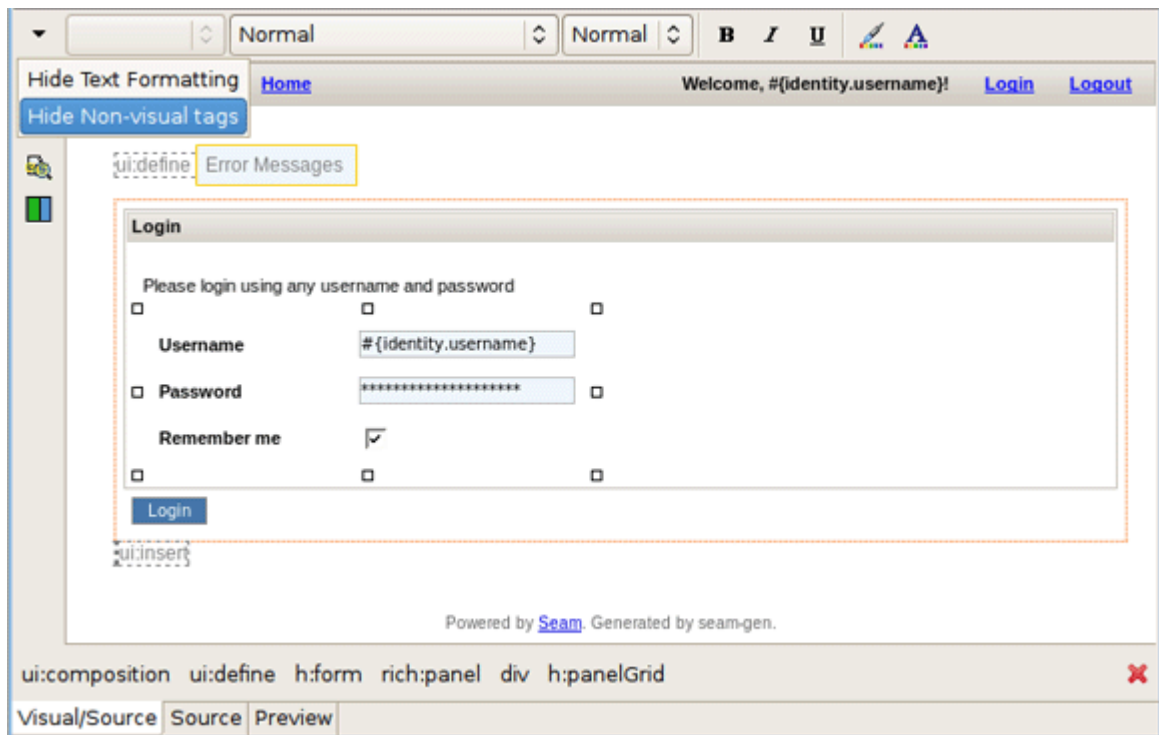 Normal Normal B I U A
Hide Text Formatting Home Welcome, #{identity.username}! Login Logout
Hide Non-visual tags
ui:define Error Messages
Login
Please login using any username and password
Username #{identity.username}
Password ********************
Remember me
Login
ui:insert
Powered by Seam. Generated by seam-gen.
ui:composition ui:define h:form rich:panel div h:panelGrid
Visual/Source Source Preview